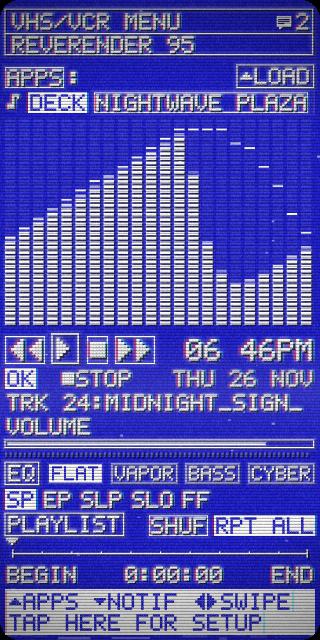 VHS/VCR MENU 2
REVERENDER 95
APPS: LOAD
DECK NIGHTWAVE PLAZA
06 46PM
OK STOP THU 26 NOV
TRK 24:MIDNIGHT_SIGN_
VOLUME
EQ FLAT VAPOR BASS CYBER
SP EP SLP SLO FF
PLAYLIST SHUF RPT ALL
BEGIN 0:00:00 END
APPS NOTIF SWIPE
TAP HERE FOR SETUP